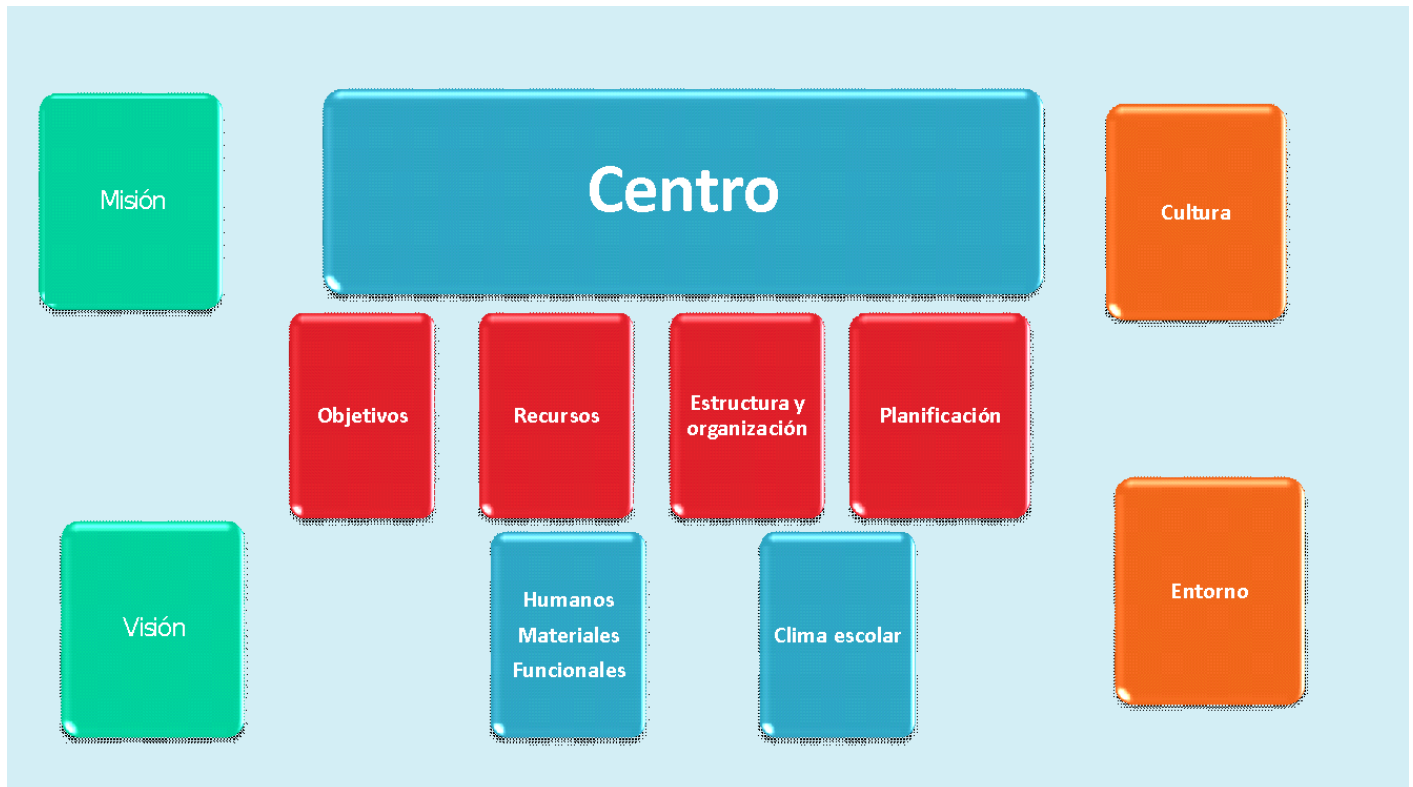 Misión
Centro
Cultura
Objetivos
Recursos
Estructura y
organización
Planificación
Visión
Humanos
Materiales
Funcionales
Clima escolar
Entorno